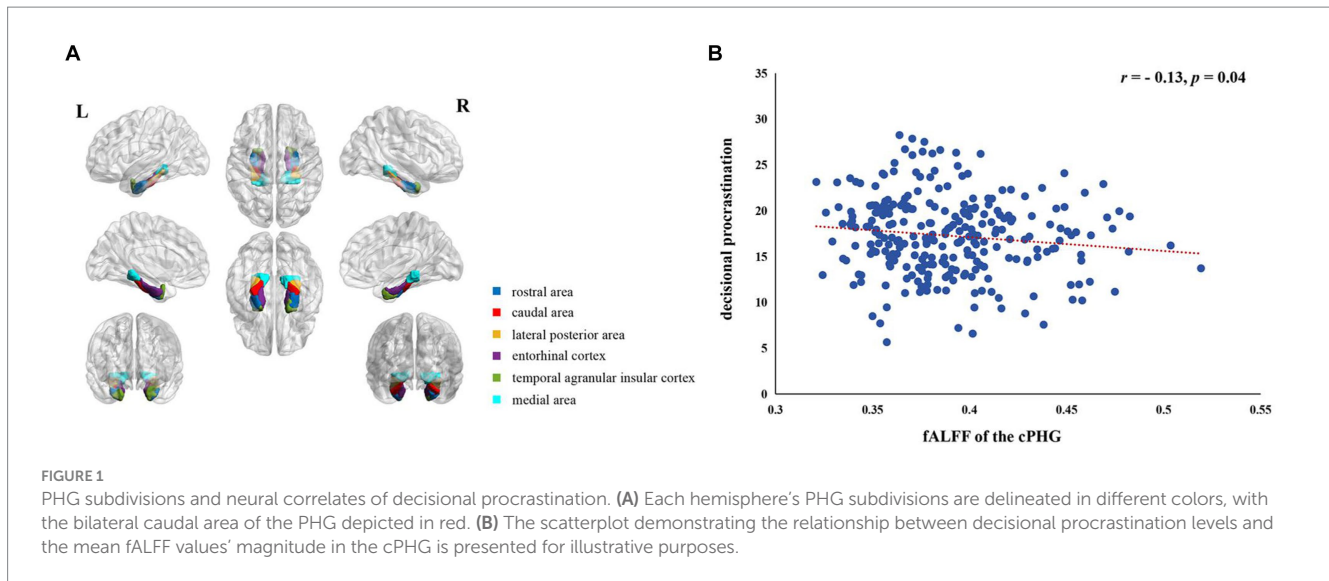 A
L
R
rostral area
caudal area
lateral posterior area
entorhinal cortex
temporal agranular insular cortex
medial area
B
r = - 0.13, p = 0.04
decisional procrastination
35
30
25
20
15
10
5
0
0.3 0.35 0.4 0.45 0.5 0.55
fALFF of the cPHG
FIGURE 1
PHG subdivisions and neural correlates of decisional procrastination. (A) Each hemisphere’s PHG subdivisions are delineated in different colors, with
the bilateral caudal area of the PHG depicted in red. (B) The scatterplot demonstrating the relationship between decisional procrastination levels and
the mean fALFF values’ magnitude in the cPHG is presented for illustrative purposes.